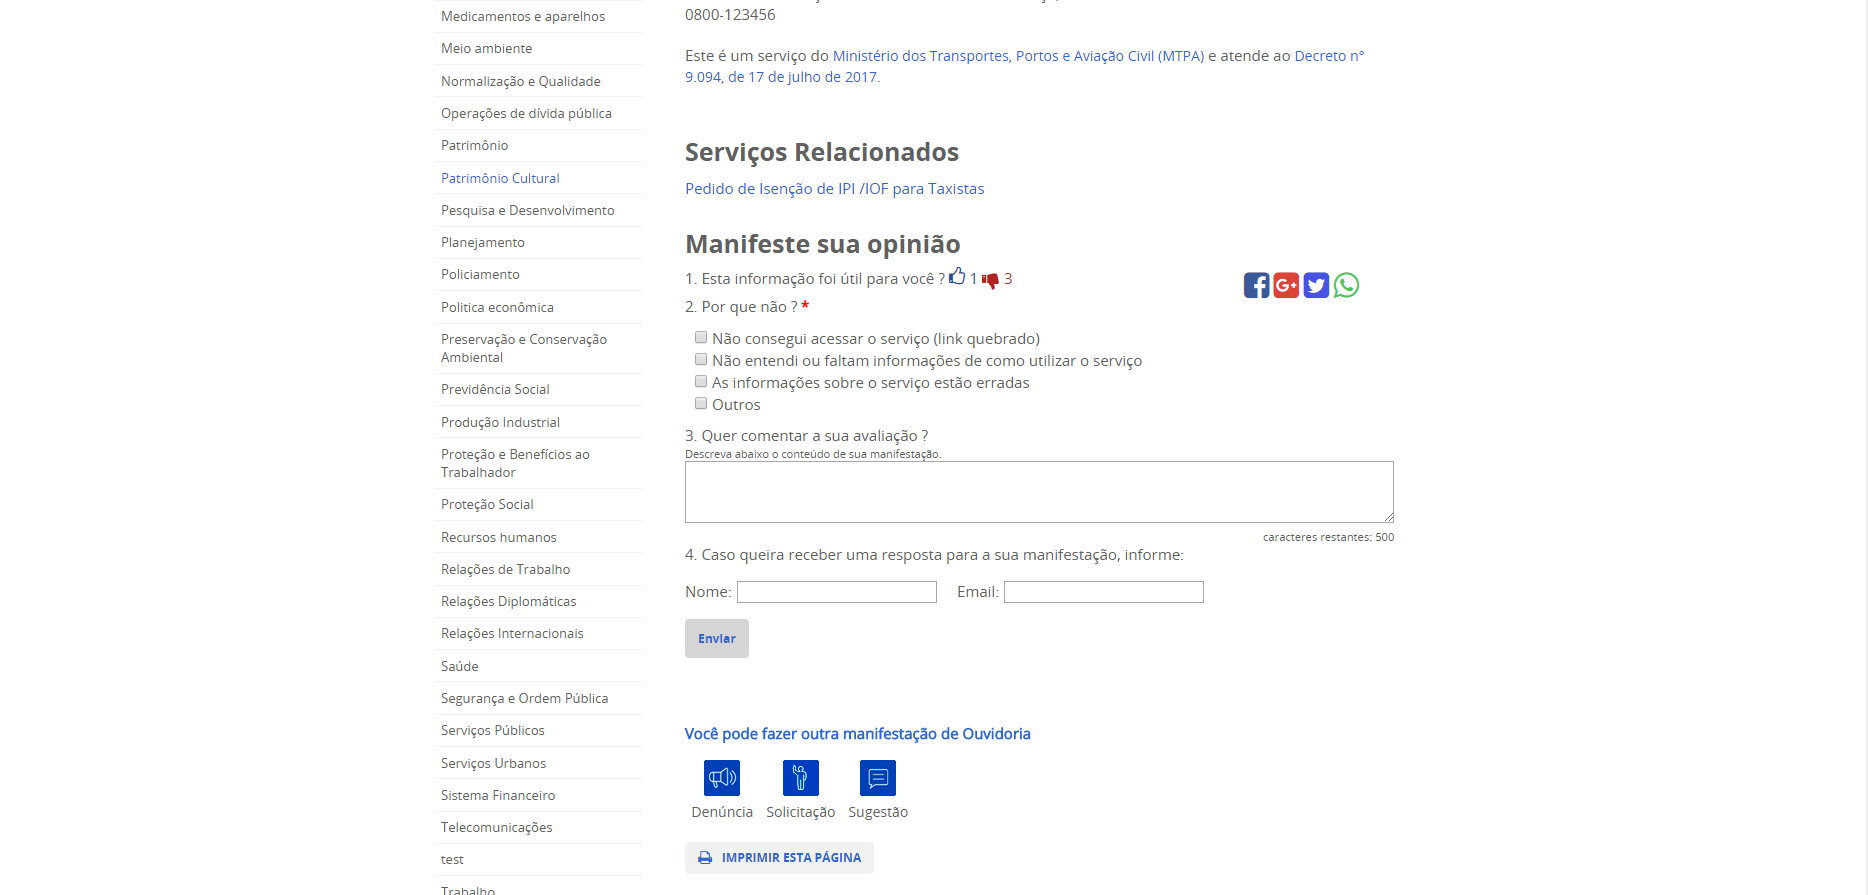 Medicamentos e aparelhos
Meio ambiente
Normalização e Qualidade
Operações de dívida pública
Patrimônio
Patrimônio Cultural
Pesquisa e Desenvolvimento
Planejamento
Policiamento
Politica econômica
Preservação e Conservação
Ambiental
Previdência Social
Produção Industrial
Proteção e Benefícios ao
Trabalhador
Proteção Social
Recursos humanos
Relações de Trabalho
Relações Diplomáticas
Relações Internacionais
Saúde
Segurança e Ordem Pública
Serviços Públicos
Serviços Urbanos
Sistema Financeiro
Telecomunicações
test
Trabalho
0800-123456
Este é um serviço do Ministério dos Transportes, Portos e Aviação Civil (MTPA) e atende ao Decreto n°
9.094, de 17 de julho de 2017.
Serviços Relacionados
Pedido de Isenção de IPI /IOF para Taxistas
Manifeste sua opinião
1. Esta informação foi útil para você ? 1 3
2. Por que não ? *
Não consegui acessar o serviço (link quebrado)
Não entendi ou faltam informações de como utilizar o serviço
As informações sobre o serviço estão erradas
Outros
3. Quer comentar a sua avaliação ?
Descreva abaixo o conteúdo de sua manifestação.
caracteres restantes: 500
4. Caso queira receber uma resposta para a sua manifestação, informe:
Nome: Email:
Enviar
Você pode fazer outra manifestação de Ouvidoria
Denúncia Solicitação Sugestão
IMPRIMIR ESTA PÁGINA